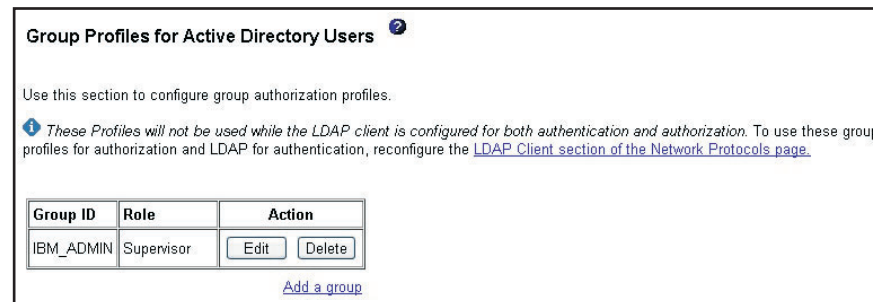 Group Profiles for Active Directory Users ?
Use this section to configure group authorization profiles.
i These Profiles will not be used while the LDAP client is configured for both authentication and authorization. To use these group
profiles for authorization and LDAP for authentication, reconfigure the LDAP Client section of the Network Protocols page.
Group ID Role Action
IBM_ADMIN Supervisor Edit Delete
Add a group